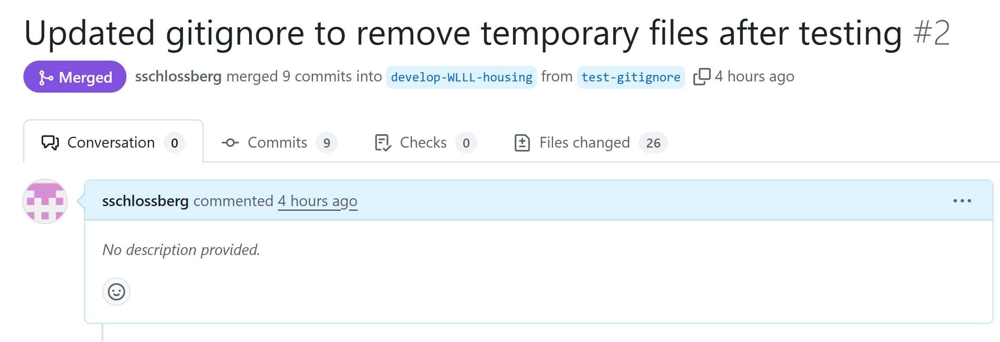 Updated gitignore to remove temporary files after testing #2
Merged sschlossberg merged 9 commits into develop-WLLL-housing from test-gitignore 4 hours ago
Conversation 0 Commits 9 Checks 0 Files changed 26
sschlossberg commented 4 hours ago
No description provided.